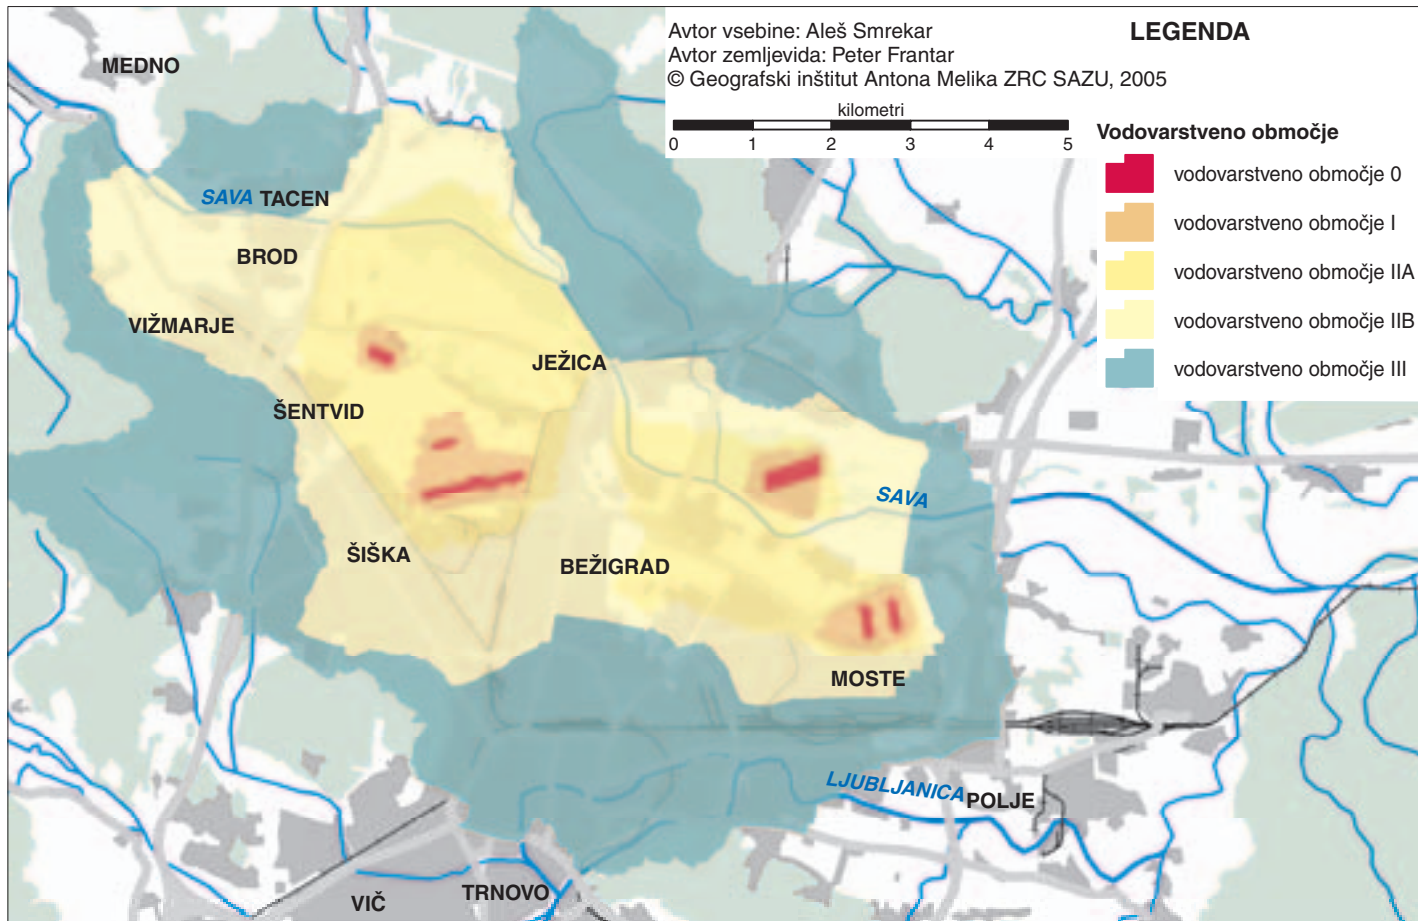 Avtor vsebine: Aleš Smrekar
Avtor zemljevida: Peter Frantar
© Geografski inštitut Antona Melika ZRC SAZU, 2005
kilometri
0 1 2 3 4 5
LEGENDA
Vodovarstveno območje
vodovarstveno območje 0
vodovarstveno območje I
vodovarstveno območje IIA
vodovarstveno območje IIB
vodovarstveno območje III
MEDNO
SAVA TACEN
BROD
VIŽMARJE
JEŽICA
ŠENTVID
SAVA
ŠIŠKA
BEŽIGRAD
MOSTE
LJUBLJANICA
POLJE
TRNOVO
VIČ